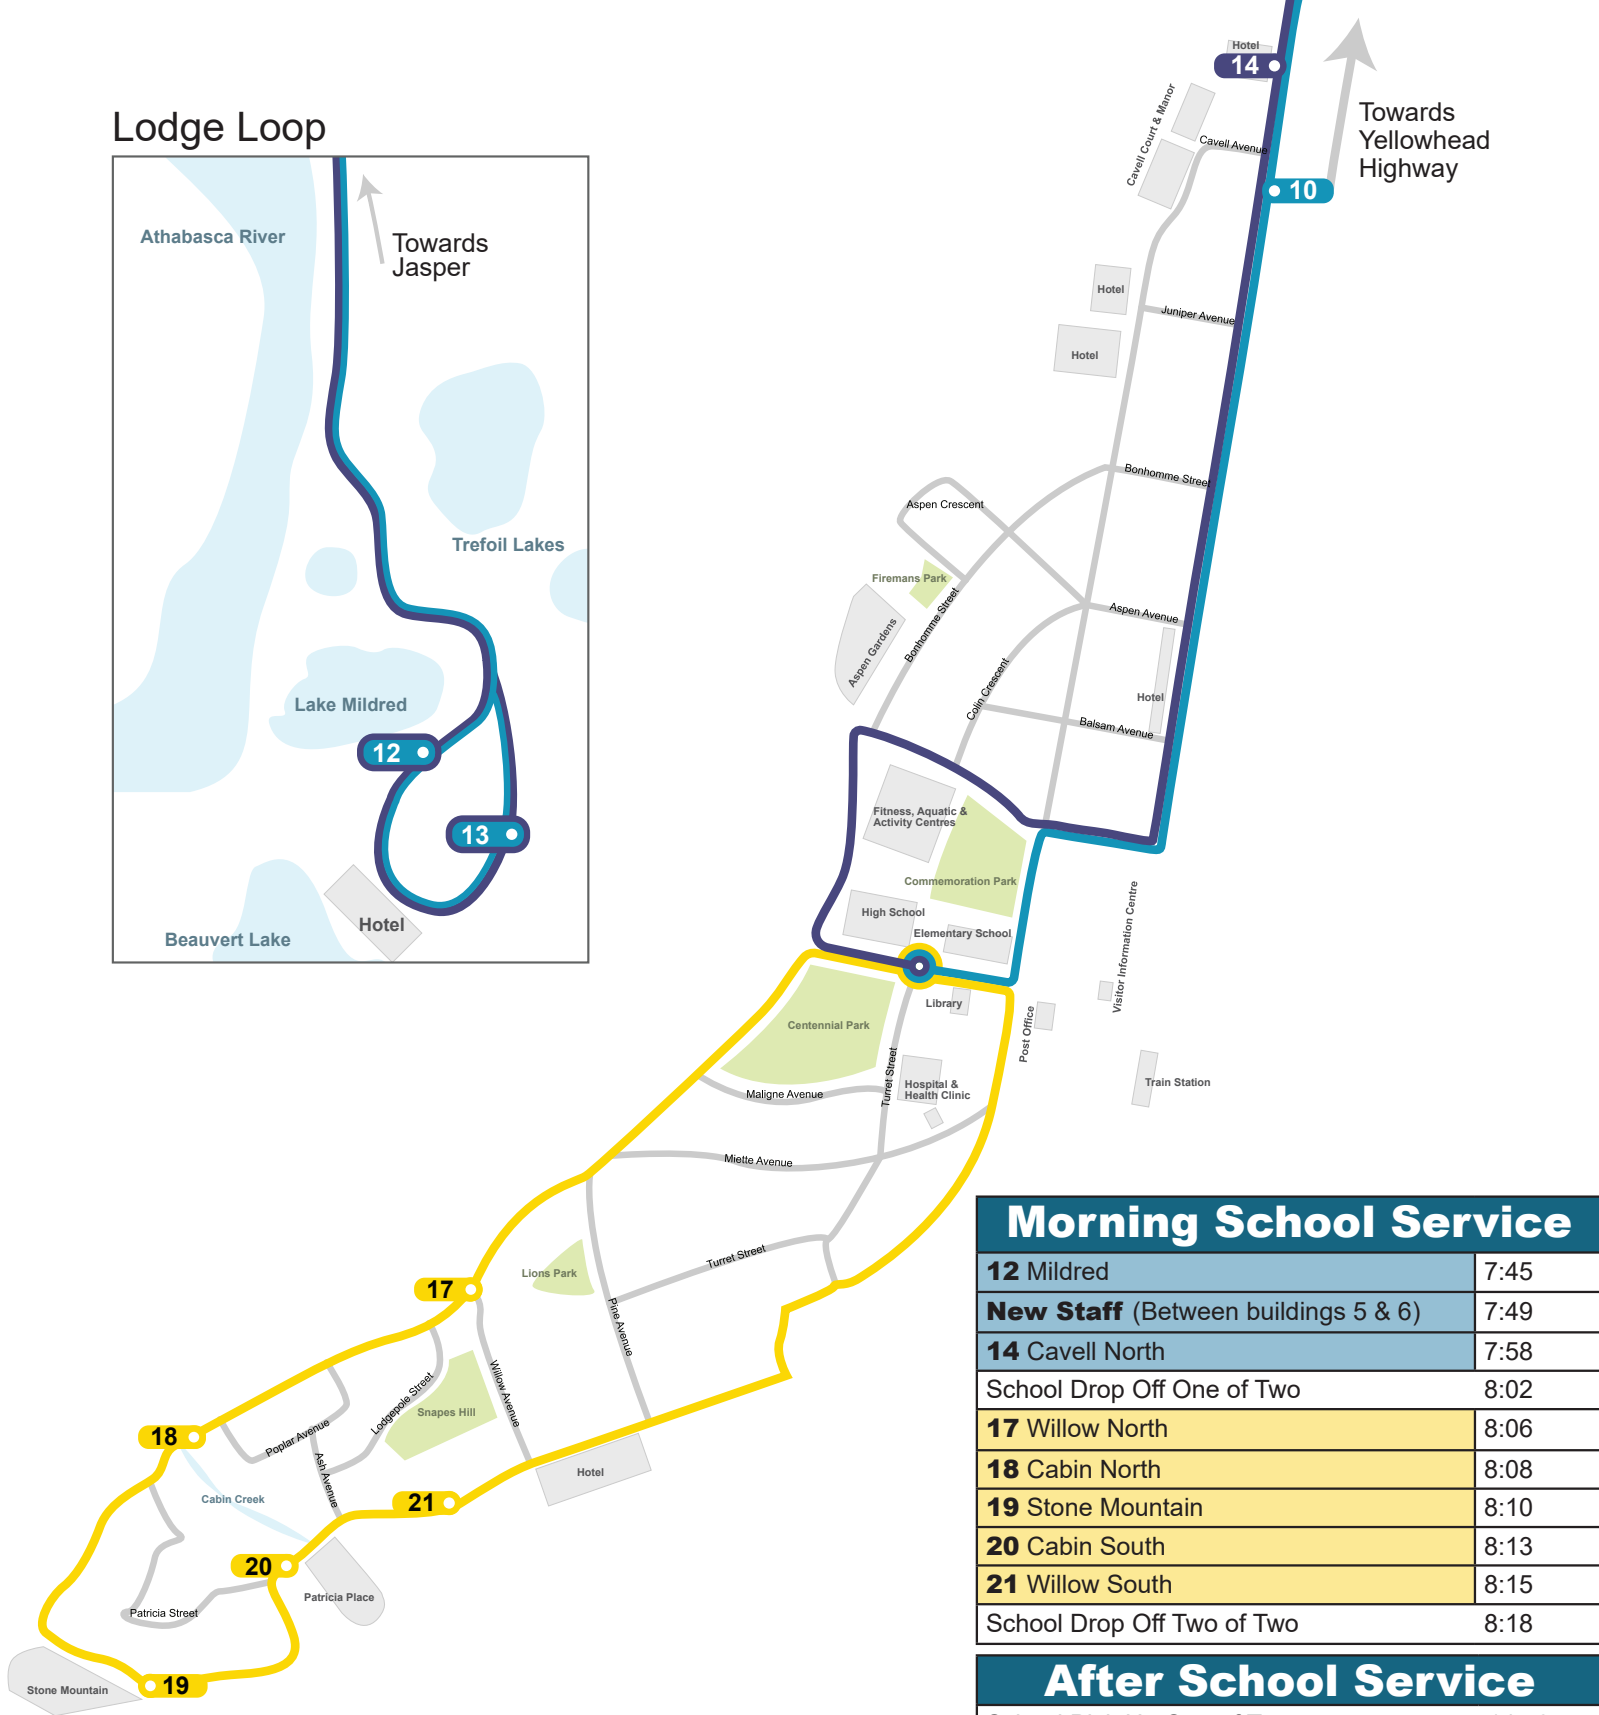 Hotel
14
Towards
Yellowhead
Highway
Cavell Court & Manor
Cavell Avenue
10
Lodge Loop
Athabasca River
Towards
Jasper
Trefoil Lakes
Lake Mildred
12
13
Hotel
Beauvert Lake
Hotel
Juniper Avenue
Hotel
Bonhomme Street
Aspen Crescent
Firemans Park
Aspen Gardens
Bonhomme Street
Aspen Avenue
Colin Crescent
Hotel
Balsam Avenue
Fitness, Aquatic &
Activity Centres
Commemoration Park
High School
Elementary School
Visitor Information Centre
Library
Post Office
Centennial Park
Turret Street
Hospital &
Health Clinic
Train Station
Maligne Avenue
Miette Avenue
Turret Street
Lions Park
17
Pine Avenue
Willow Avenue
Lodgepole Street
Snapes Hill
18
Poplar Avenue
Ash Avenue
Hotel
Cabin Creek
21
20
Patricia Place
Patricia Street
Stone Mountain
19
Morning School Service
12 Mildred 7:45
New Staff (Between buildings 5 & 6) 7:49
14 Cavell North 7:58
School Drop Off One of Two 8:02
17 Willow North 8:06
18 Cabin North 8:08
19 Stone Mountain 8:10
20 Cabin South 8:13
21 Willow South 8:15
School Drop Off Two of Two 8:18
After School Service